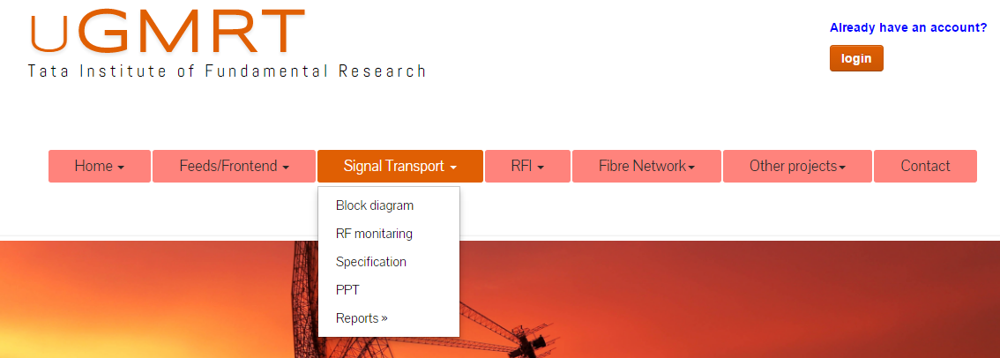 uGMRT
Tata Institute of Fundamental Research
Already have an account?
login
Home
Feeds/Frontend
Signal Transport
RFI
Fibre Network
Other projects
Contact
Block diagram
RF monitaring
Specification
PPT
Reports »